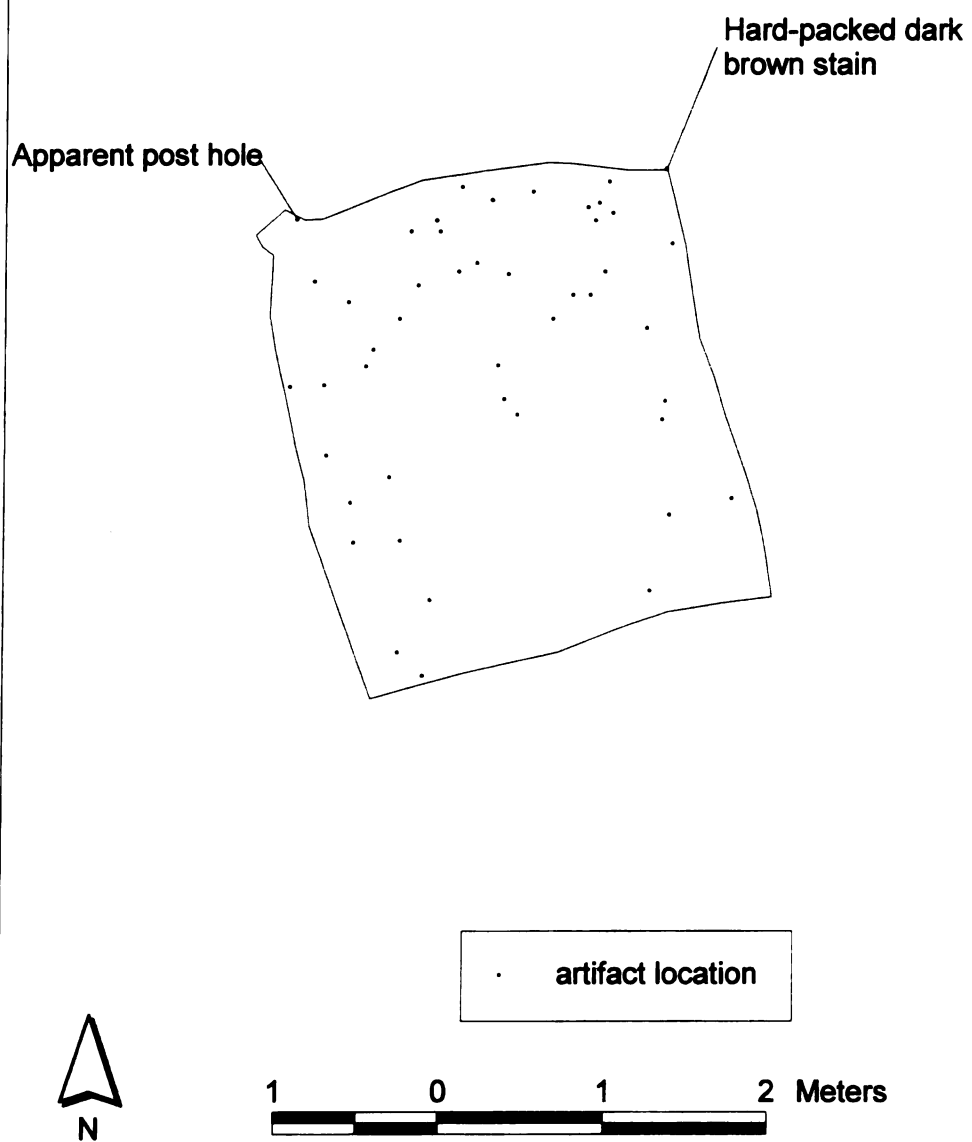 Hard-packed dark
brown stain
Apparent post hole
artifact location
N
1 0 1 2 Meters